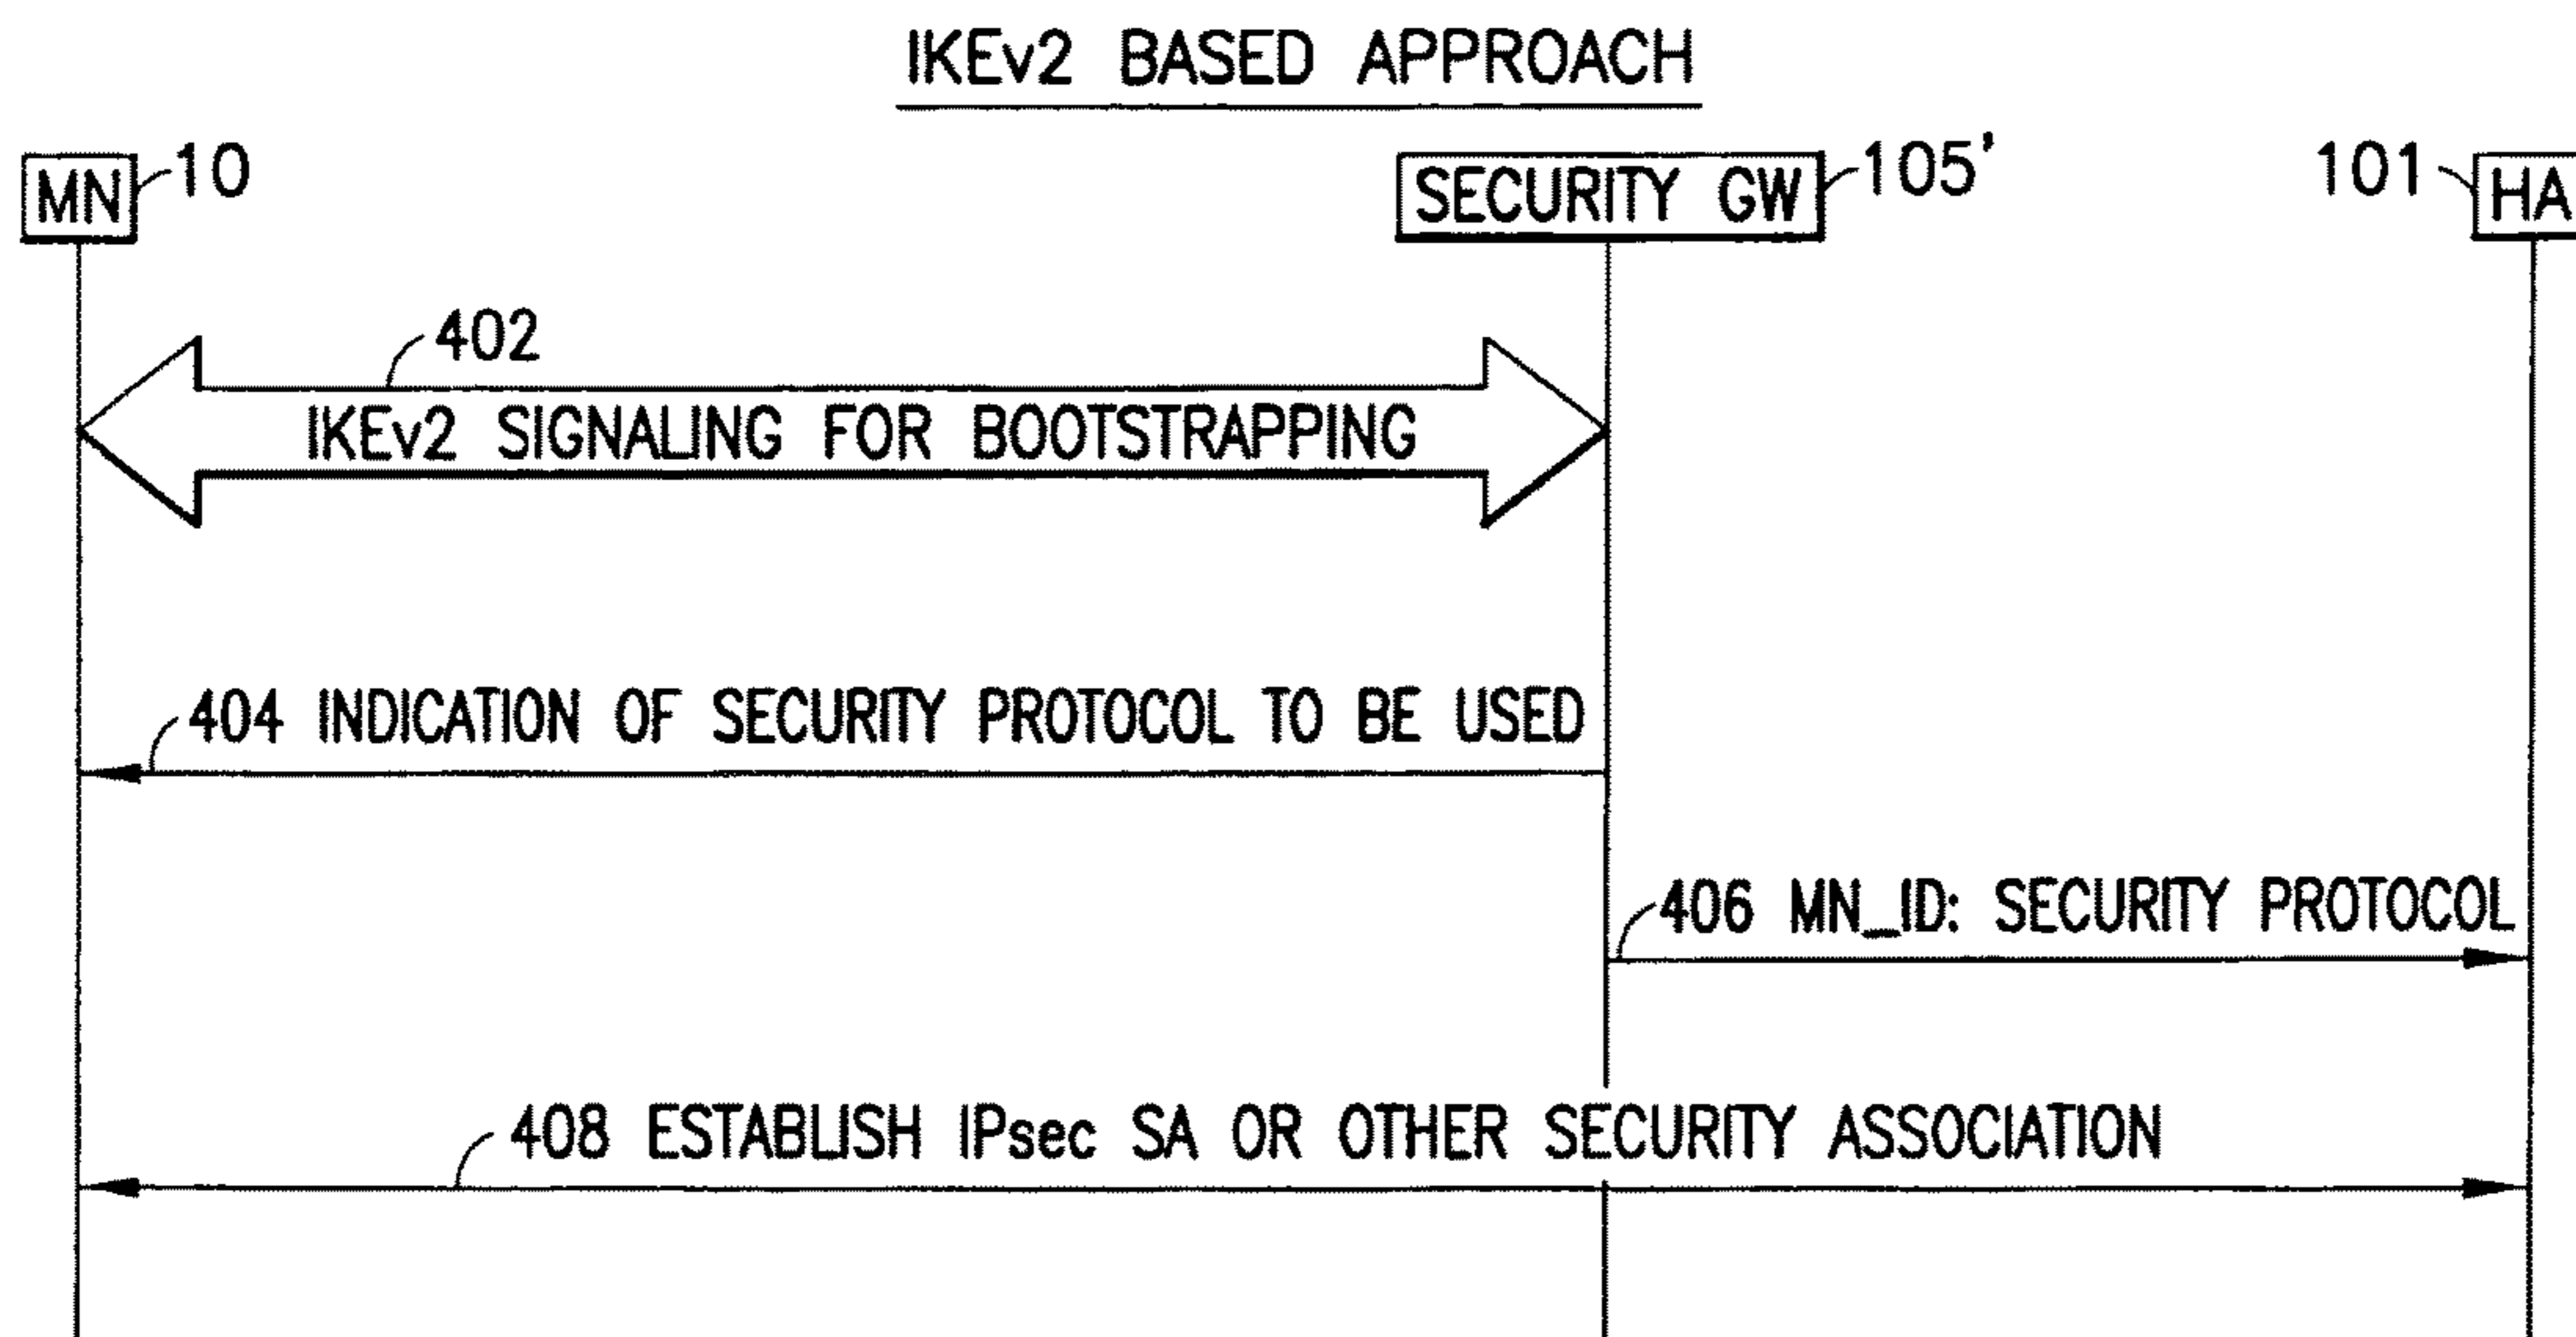 IKEv2 BASED APPROACH
MN 10
SECURITY GW 105'
101 HA
402
IKEv2 SIGNALING FOR BOOTSTRAPPING
404 INDICATION OF SECURITY PROTOCOL TO BE USED
406 MN_ID: SECURITY PROTOCOL
408 ESTABLISH IPsec SA OR OTHER SECURITY ASSOCIATION